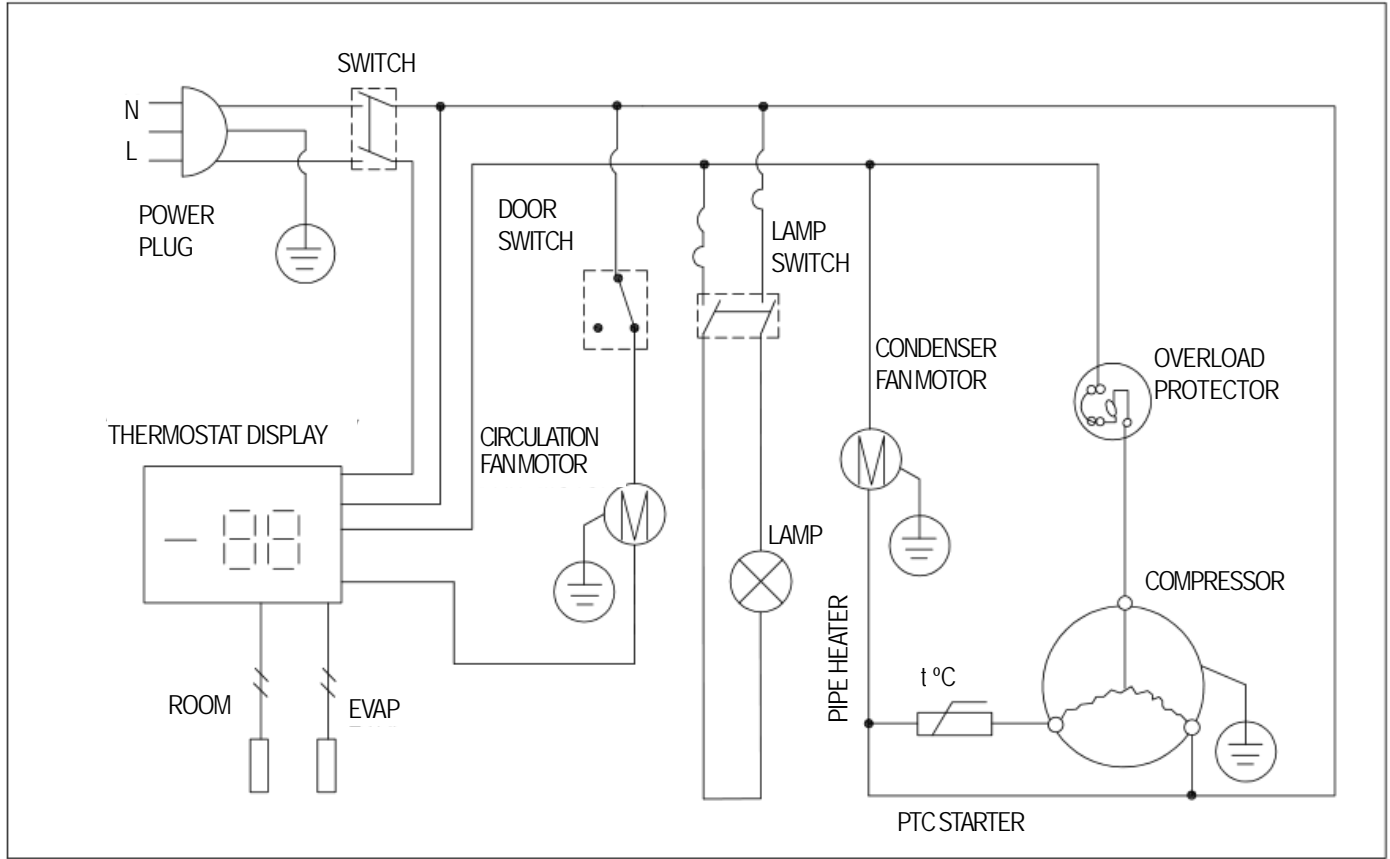 SWITCH
N
L
POWER
PLUG
DOOR
SWITCH
LAMP
SWITCH
CONDENSER
FAN MOTOR
OVERLOAD
PROTECTOR
THERMOSTAT DISPLAY
CIRCULATION
FAN MOTOR
LAMP
COMPRESSOR
PIPE HEATER
t ºC
ROOM
EVAP
PTC STARTER